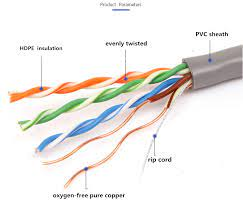 Product Parameters
PVC sheath
evenly twisted
HDPE insulation
rip cord
oxygen-free pure copper